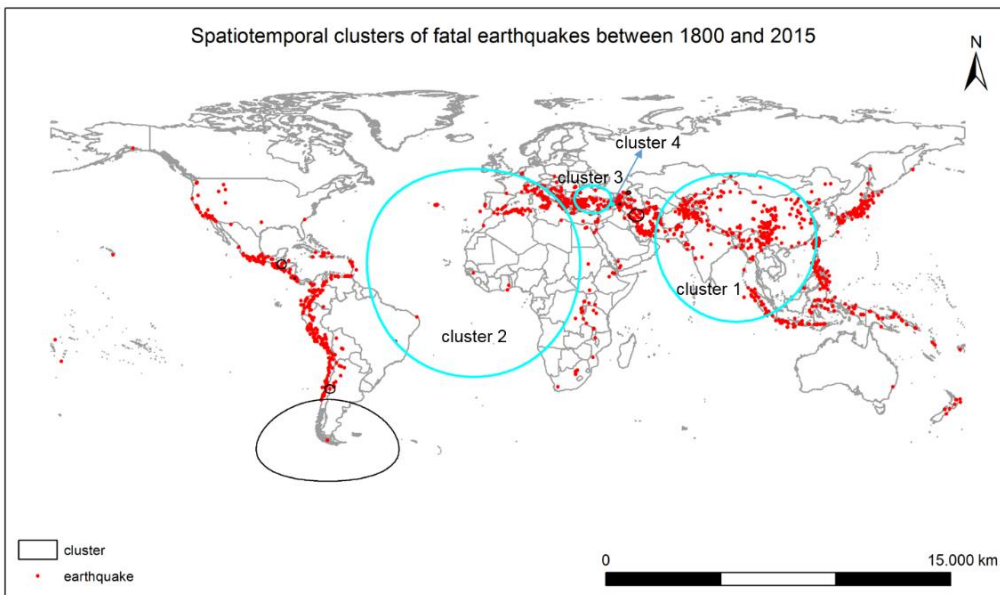 Spatiotemporal clusters of fatal earthquakes between 1800 and 2015
N
cluster 4
cluster 3
cluster 1
cluster 2
cluster
earthquake
0
15.000 km